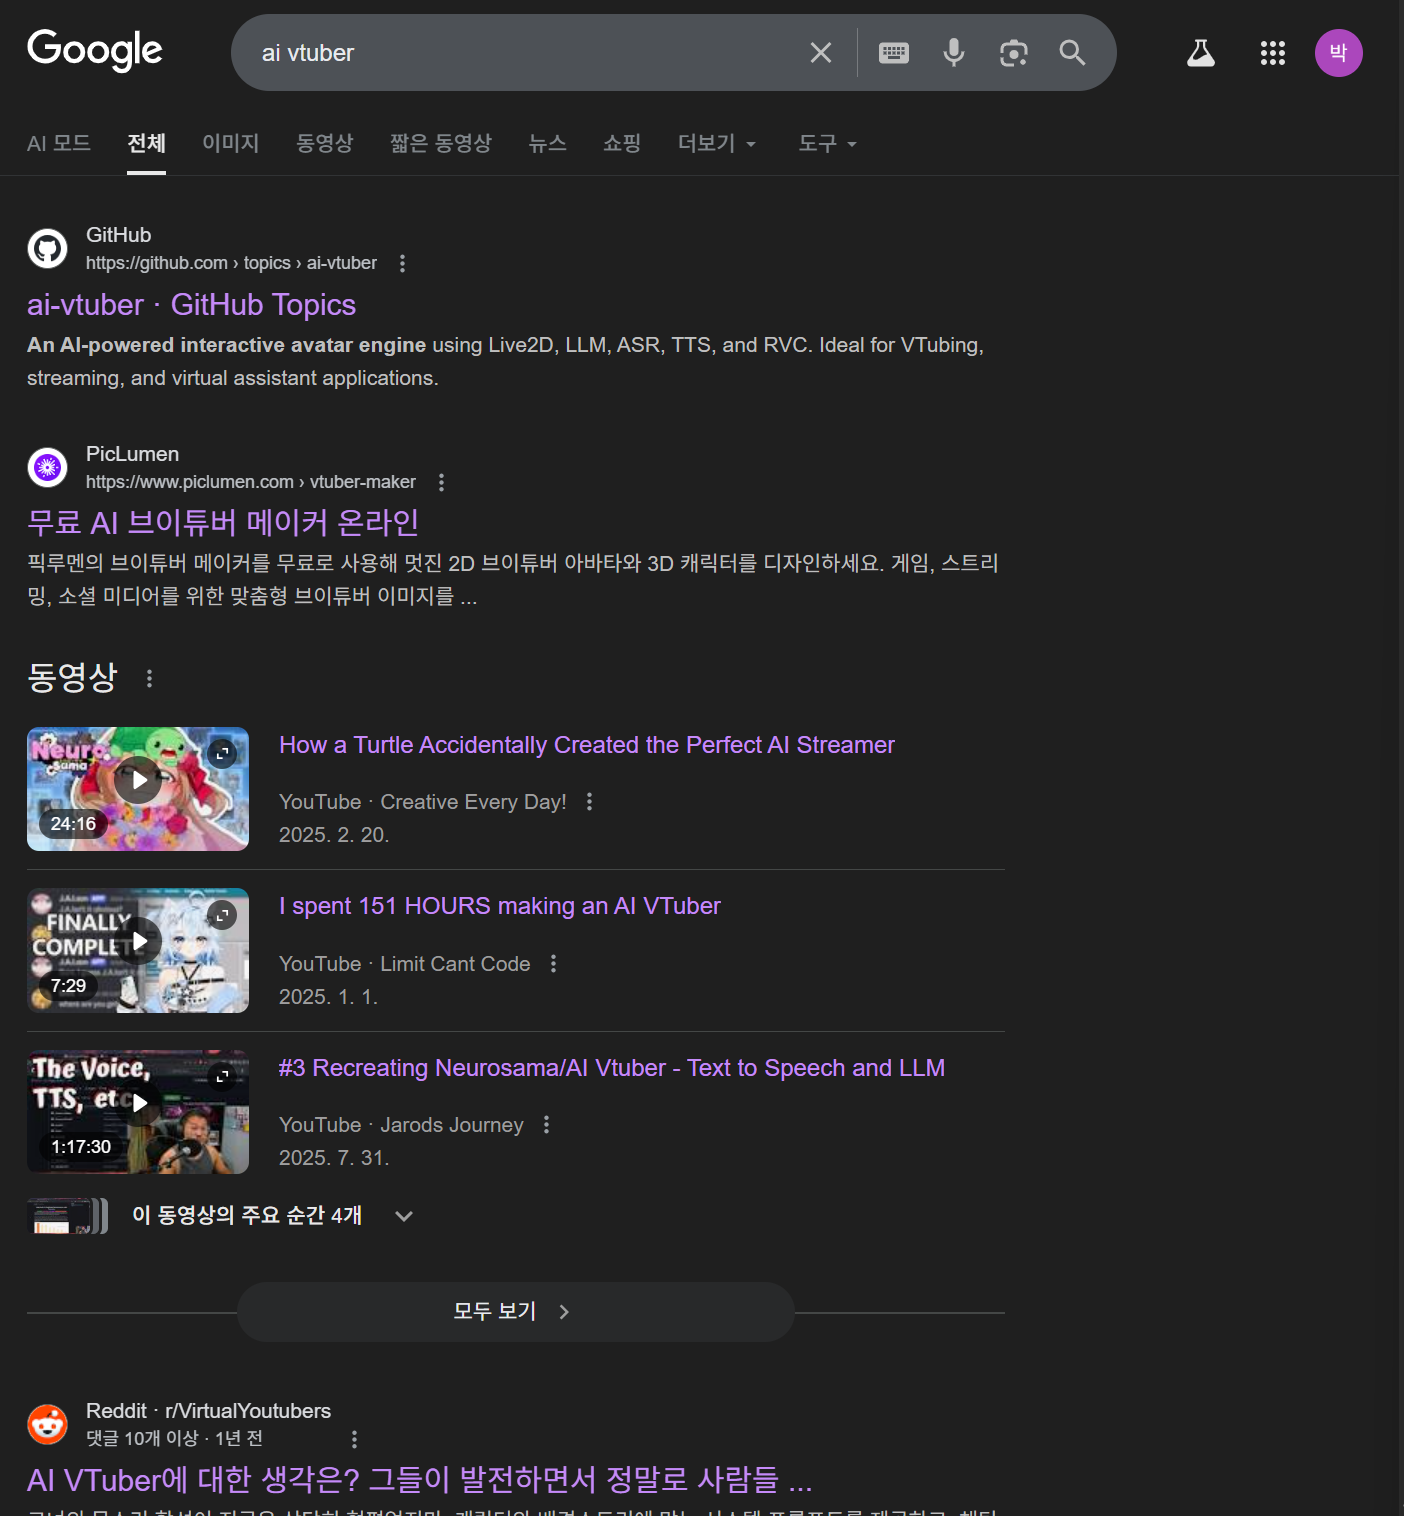 Google
ai vtuber
박
AI 모드 전체 이미지 동영상 짧은 동영상 뉴스 쇼핑 더보기 도구
GitHub
https://github.com › topics › ai-vtuber
ai-vtuber · GitHub Topics
An AI-powered interactive avatar engine using Live2D, LLM, ASR, TTS, and RVC. Ideal for VTubing,
streaming, and virtual assistant applications.
PicLumen
https://www.piclumen.com › vtuber-maker
무료 AI 브이튜버 메이커 온라인
픽루멘의 브이튜버 메이커를 무료로 사용해 멋진 2D 브이튜버 아바타와 3D 캐릭터를 디자인하세요. 게임, 스트리
밍, 소셜 미디어를 위한 맞춤형 브이튜버 이미지를 ...
동영상
Neuro
Sama
24:16
How a Turtle Accidentally Created the Perfect AI Streamer
YouTube · Creative Every Day!
2025. 2. 20.
FINALLY
COMPLETE
7:29
I spent 151 HOURS making an AI VTuber
YouTube · Limit Cant Code
2025. 1. 1.
The Voice,
TTS, etc
1:17:30
#3 Recreating Neurosama/AI Vtuber - Text to Speech and LLM
YouTube · Jarods Journey
2025. 7. 31.
이 동영상의 주요 순간 4개
모두 보기
Reddit · r/VirtualYoutubers
댓글 10개 이상 · 1년 전
AI VTuber에 대한 생각은? 그들이 발전하면서 정말로 사람들 ...